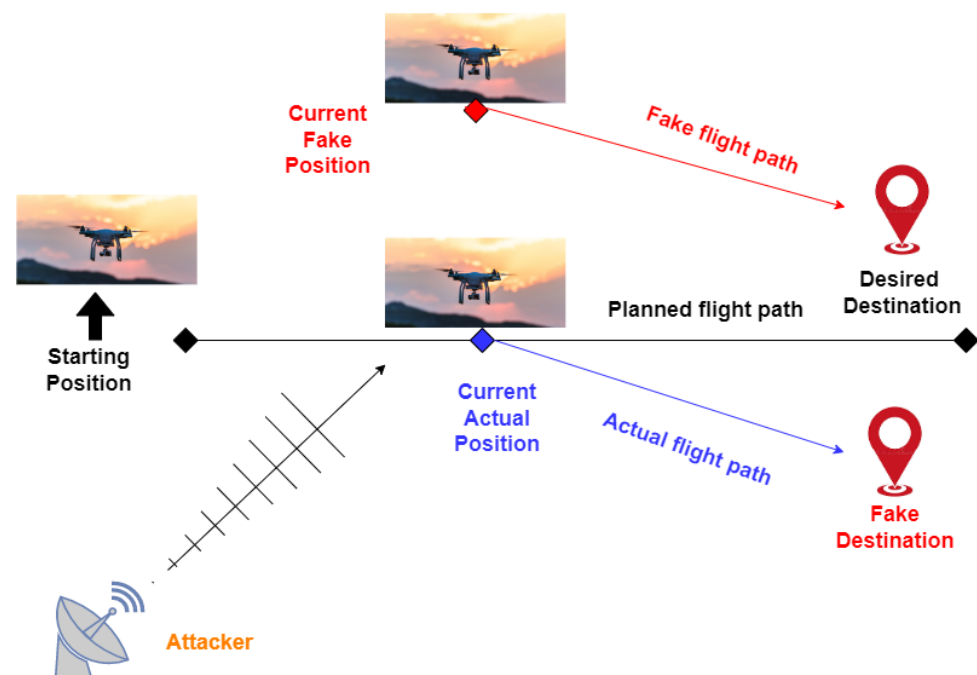 Current
Fake
Position
Fake flight path
Starting
Position
Planned flight path
Desired
Destination
Current
Actual
Position
Actual flight path
Fake
Destination
Attacker